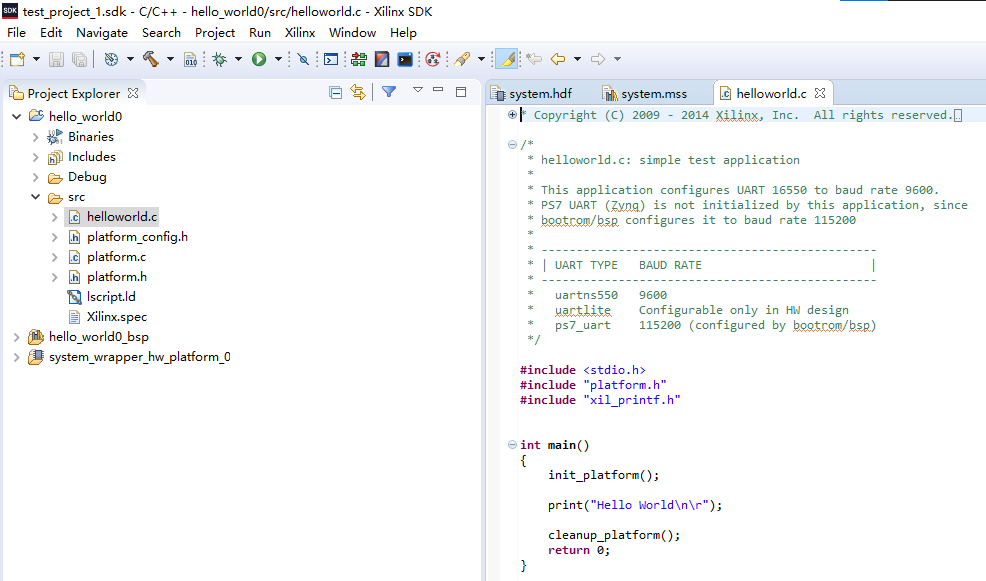 SDK test_project_1.sdk - C/C++ - hello_world0/src/helloworld.c - Xilinx SDK
File Edit Navigate Search Project Run Xilinx Window Help
010
Project Explorer
hello_world0
Binaries
Includes
Debug
src
helloworld.c
platform_config.h
platform.c
platform.h
lscript.ld
Xilinx.spec
hello_world0_bsp
system_wrapper_hw_platform_0
system.hdf system.mss helloworld.c
* Copyright (C) 2009 - 2014 Xilinx, Inc.  All rights reserved.
/*
* helloworld.c: simple test application
*
* This application configures UART 16550 to baud rate 9600.
* PS7 UART (Zynq) is not initialized by this application, since
* bootrom/bsp configures it to baud rate 115200
*
* ------------------------------------------------
* | UART TYPE   BAUD RATE                        |
* ------------------------------------------------
*   uartns550   9600
*   uartlite    Configurable only in HW design
*   ps7_uart    115200 (configured by bootrom/bsp)
*/
#include <stdio.h>
#include "platform.h"
#include "xil_printf.h"
int main()
{
init_platform();
print("Hello World\n\r");
cleanup_platform();
return 0;
}